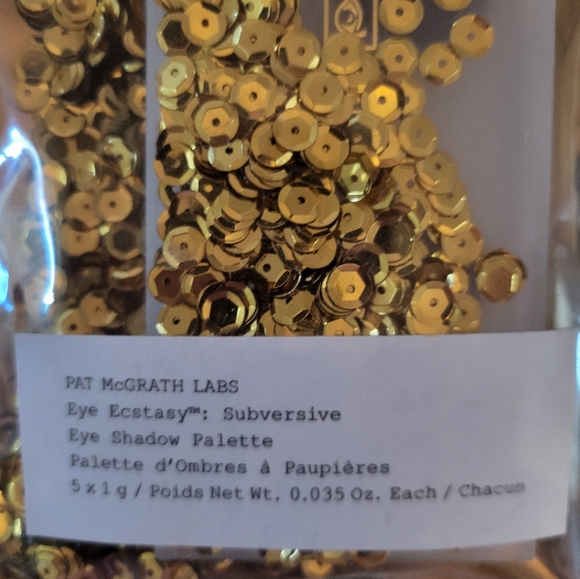 PAT McGRATH LABS
Eye Ecstasy™: Subversive
Eye Shadow Palette
Palette d'Ombres à Paupières
5 x 1 g / Poids Net Wt. 0.035 Oz. Each / Chacun